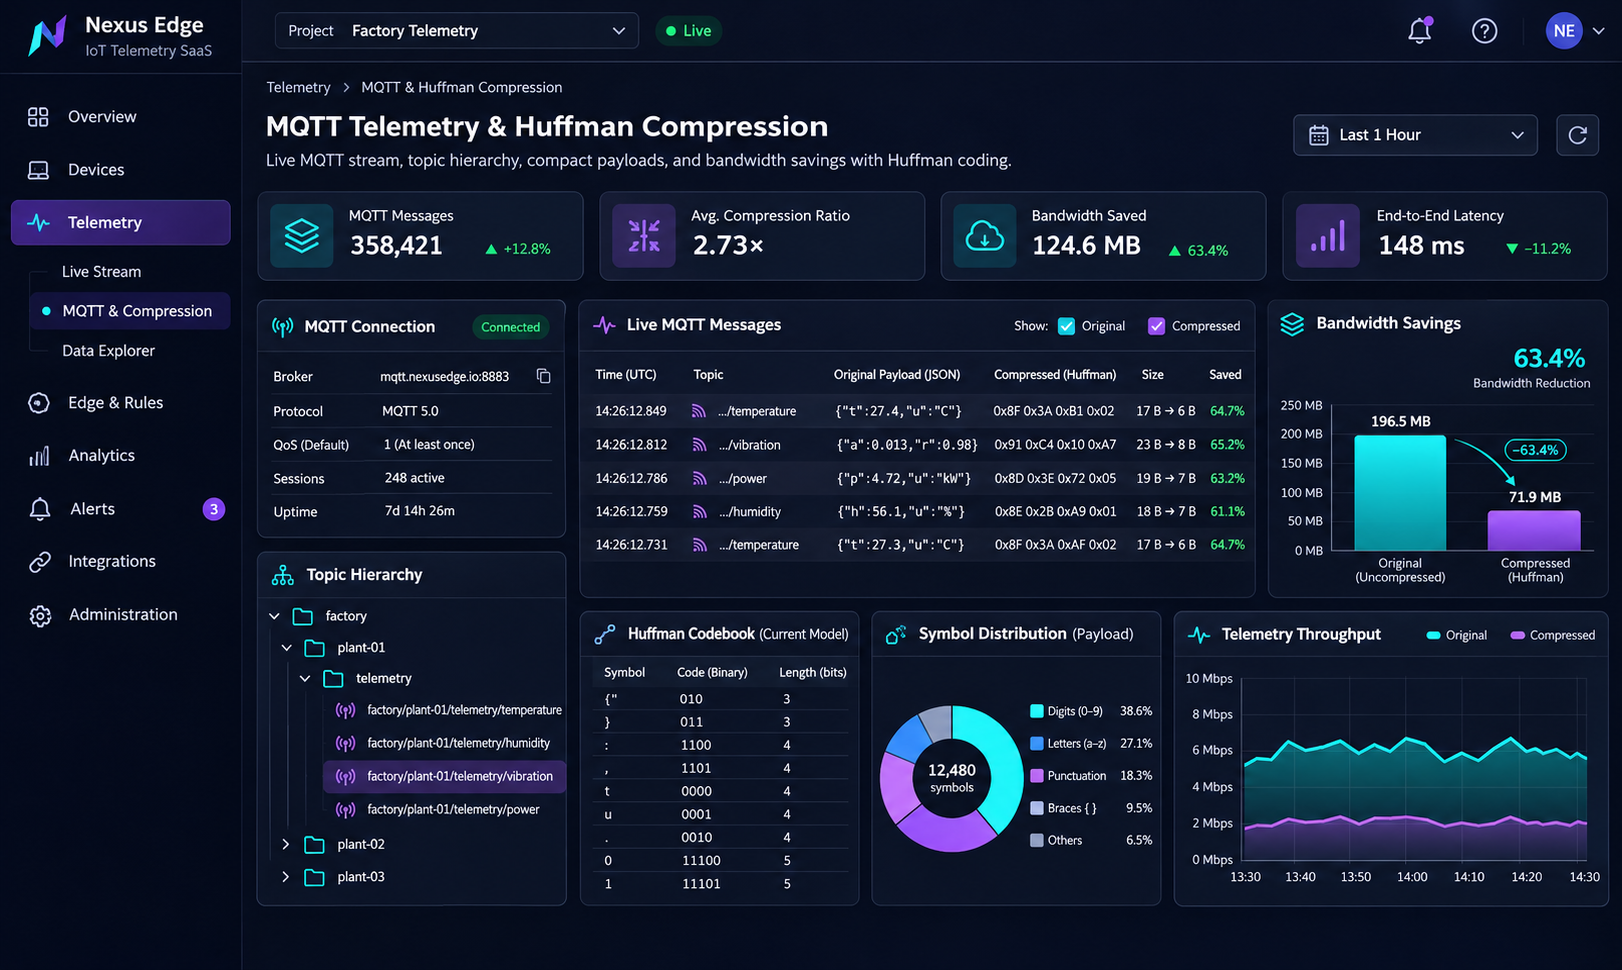 Nexus Edge
IoT Telemetry SaaS
Project Factory Telemetry
Live
NE
Overview
Devices
Telemetry
Live Stream
MQTT & Compression
Data Explorer
Edge & Rules
Analytics
Alerts 3
Integrations
Administration
Telemetry > MQTT & Huffman Compression
MQTT Telemetry & Huffman Compression
Live MQTT stream, topic hierarchy, compact payloads, and bandwidth savings with Huffman coding.
Last 1 Hour
MQTT Messages
358,421 ▲ +12.8%
Avg. Compression Ratio
2.73×
Bandwidth Saved
124.6 MB ▲ 63.4%
End-to-End Latency
148 ms ▼ −11.2%
MQTT Connection Connected
Broker mqtt.nexusedge.io:8883
Protocol MQTT 5.0
QoS (Default) 1 (At least once)
Sessions 248 active
Uptime 7d 14h 26m
Topic Hierarchy
factory
plant-01
telemetry
factory/plant-01/telemetry/temperature
factory/plant-01/telemetry/humidity
factory/plant-01/telemetry/vibration
factory/plant-01/telemetry/power
plant-02
plant-03
Live MQTT Messages Show: Original Compressed
Time (UTC) Topic Original Payload (JSON) Compressed (Huffman) Size Saved
14:26:12.849 .../temperature {"t":27.4,"u":"C"} 0x8F 0x3A 0xB1 0x02 17 B → 6 B 64.7%
14:26:12.812 .../vibration {"a":0.013,"r":0.98} 0x91 0xC4 0x10 0xA7 23 B → 8 B 65.2%
14:26:12.786 .../power {"p":4.72,"u":"kW"} 0x8D 0x3E 0x72 0x05 19 B → 7 B 63.2%
14:26:12.759 .../humidity {"h":56.1,"u":"%"} 0x8E 0x2B 0xA9 0x01 18 B → 7 B 61.1%
14:26:12.731 .../temperature {"t":27.3,"u":"C"} 0x8F 0x3A 0xAF 0x02 17 B → 6 B 64.7%
Bandwidth Savings
63.4%
Bandwidth Reduction
250 MB
200 MB
150 MB
100 MB
50 MB
0 MB
196.5 MB
−63.4%
71.9 MB
Original
(Uncompressed)
Compressed
(Huffman)
Huffman Codebook (Current Model)
Symbol Code (Binary) Length (bits)
{" 010 3
} 011 3
: 1100 4
, 1101 4
t 0000 4
u 0001 4
. 0010 4
0 11100 5
1 11101 5
Symbol Distribution (Payload)
12,480
symbols
Digits (0–9) 38.6%
Letters (a–z) 27.1%
Punctuation 18.3%
Braces { } 9.5%
Others 6.5%
Telemetry Throughput Original Compressed
10 Mbps
8 Mbps
6 Mbps
4 Mbps
2 Mbps
0 Mbps
13:30 13:40 13:50 14:00 14:10 14:20 14:30